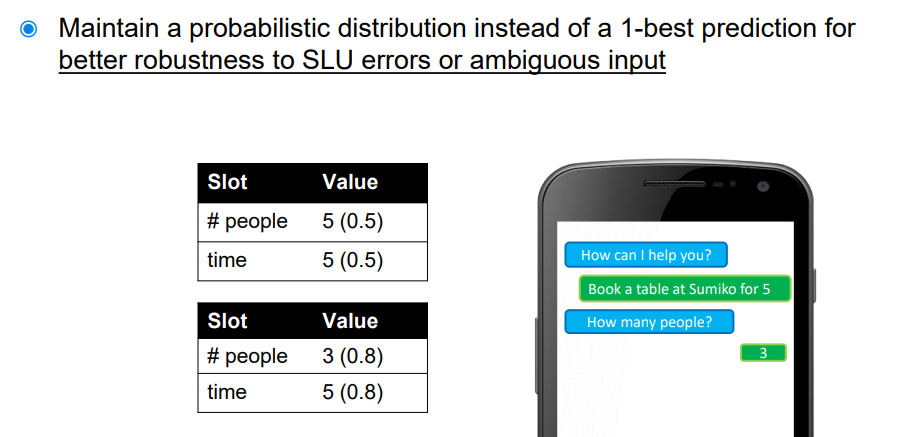 Maintain a probabilistic distribution instead of a 1-best prediction for
better robustness to SLU errors or ambiguous input
Slot Value
# people 5 (0.5)
time 5 (0.5)
Slot Value
# people 3 (0.8)
time 5 (0.8)
How can I help you?
Book a table at Sumiko for 5
How many people?
3